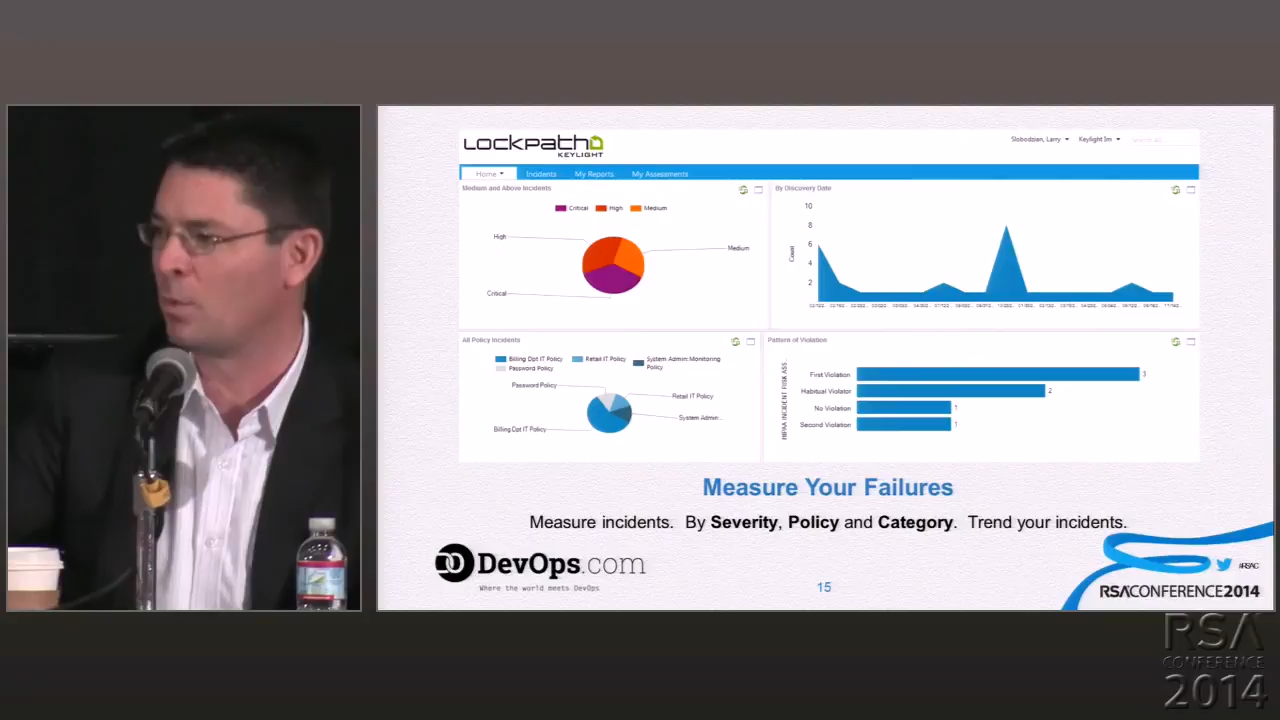 LOCKPATH
KEYLIGHT
Slobodzian, Larry
Keylight Im
Home
Incidents
My Reports
My Assessments
Medium and Above Incidents
Critical
High
Medium
High
Medium
Critical
By Discovery Date
10
8
6
4
2
Count
All Policy Incidents
Billing Dpt IT Policy
Retail IT Policy
System Admin Monitoring
Policy
Password Policy
Password Policy
Retail IT Policy
System Admin...
Billing Dpt IT Policy
Pattern of Violation
HIPAA INCIDENT RISK ASS...
First Violation 3
Habitual Violator 2
No Violation 1
Second Violation 1
Measure Your Failures
Measure incidents. By Severity, Policy and Category. Trend your incidents.
DevOps.com
Where the world meets DevOps
15
#RSAC
RSACONFERENCE2014
RSA
CONFERENCE
2014